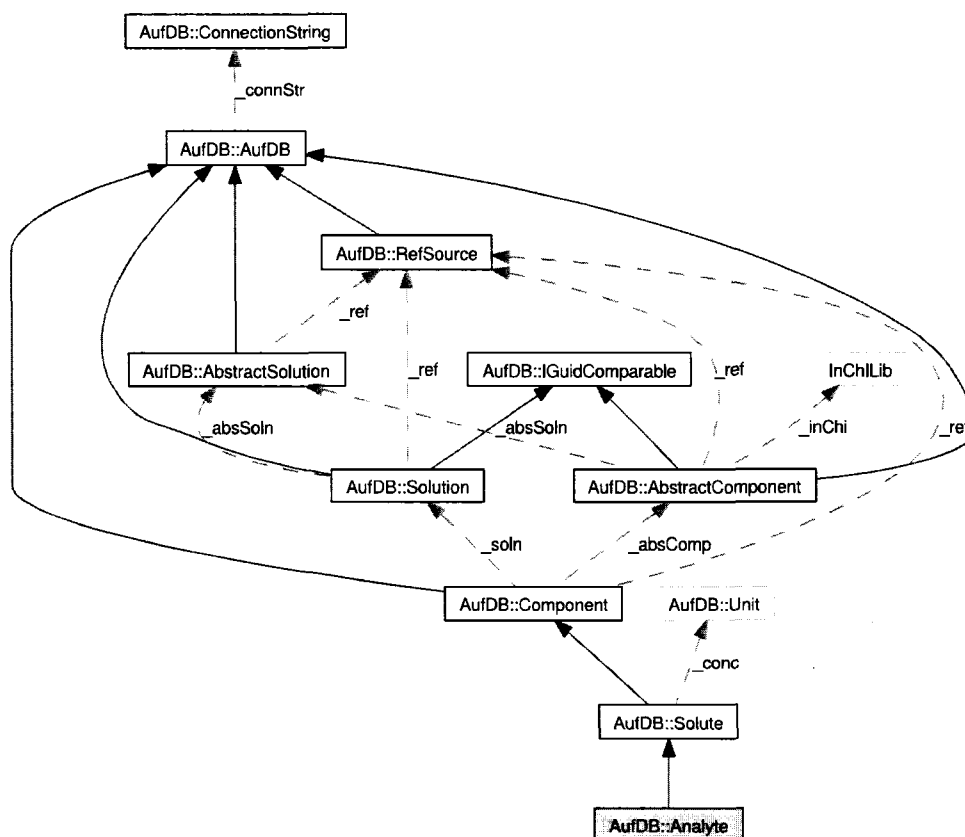 AufDB::ConnectionString
_connStr
AufDB::AufDB
AufDB::RefSource
_ref
AufDB::AbstractSolution
_ref
AufDB::IGuidComparable
_ref
InChILib
_absSoln
_absSoln
_inChi
_ref
AufDB::Solution
AufDB::AbstractComponent
_soln
_absComp
AufDB::Component
AufDB::Unit
_conc
AufDB::Solute
AufDB::Analyte